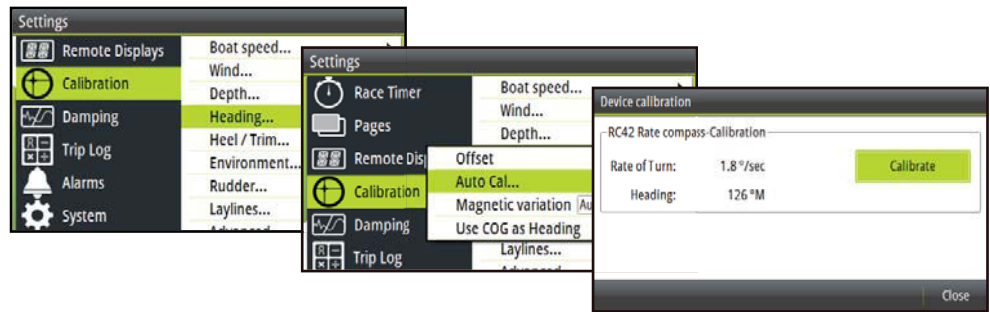 Settings
Remote Displays
Calibration
Damping
Trip Log
Alarms
System
Boat speed...
Wind...
Depth...
Heading...
Heel / Trim...
Environment...
Rudder...
Laylines...
Settings
Race Timer
Pages
Remote Dis
Calibration
Damping
Trip Log
Boat speed...
Wind...
Depth...
Offset
Auto Cal...
Magnetic variation Au
Use COG as Heading
Laylines...
Device calibration
RC42 Rate compass-Calibration
Rate of Turn: 1.8 °/sec
Calibrate
Heading: 126 °M
Close